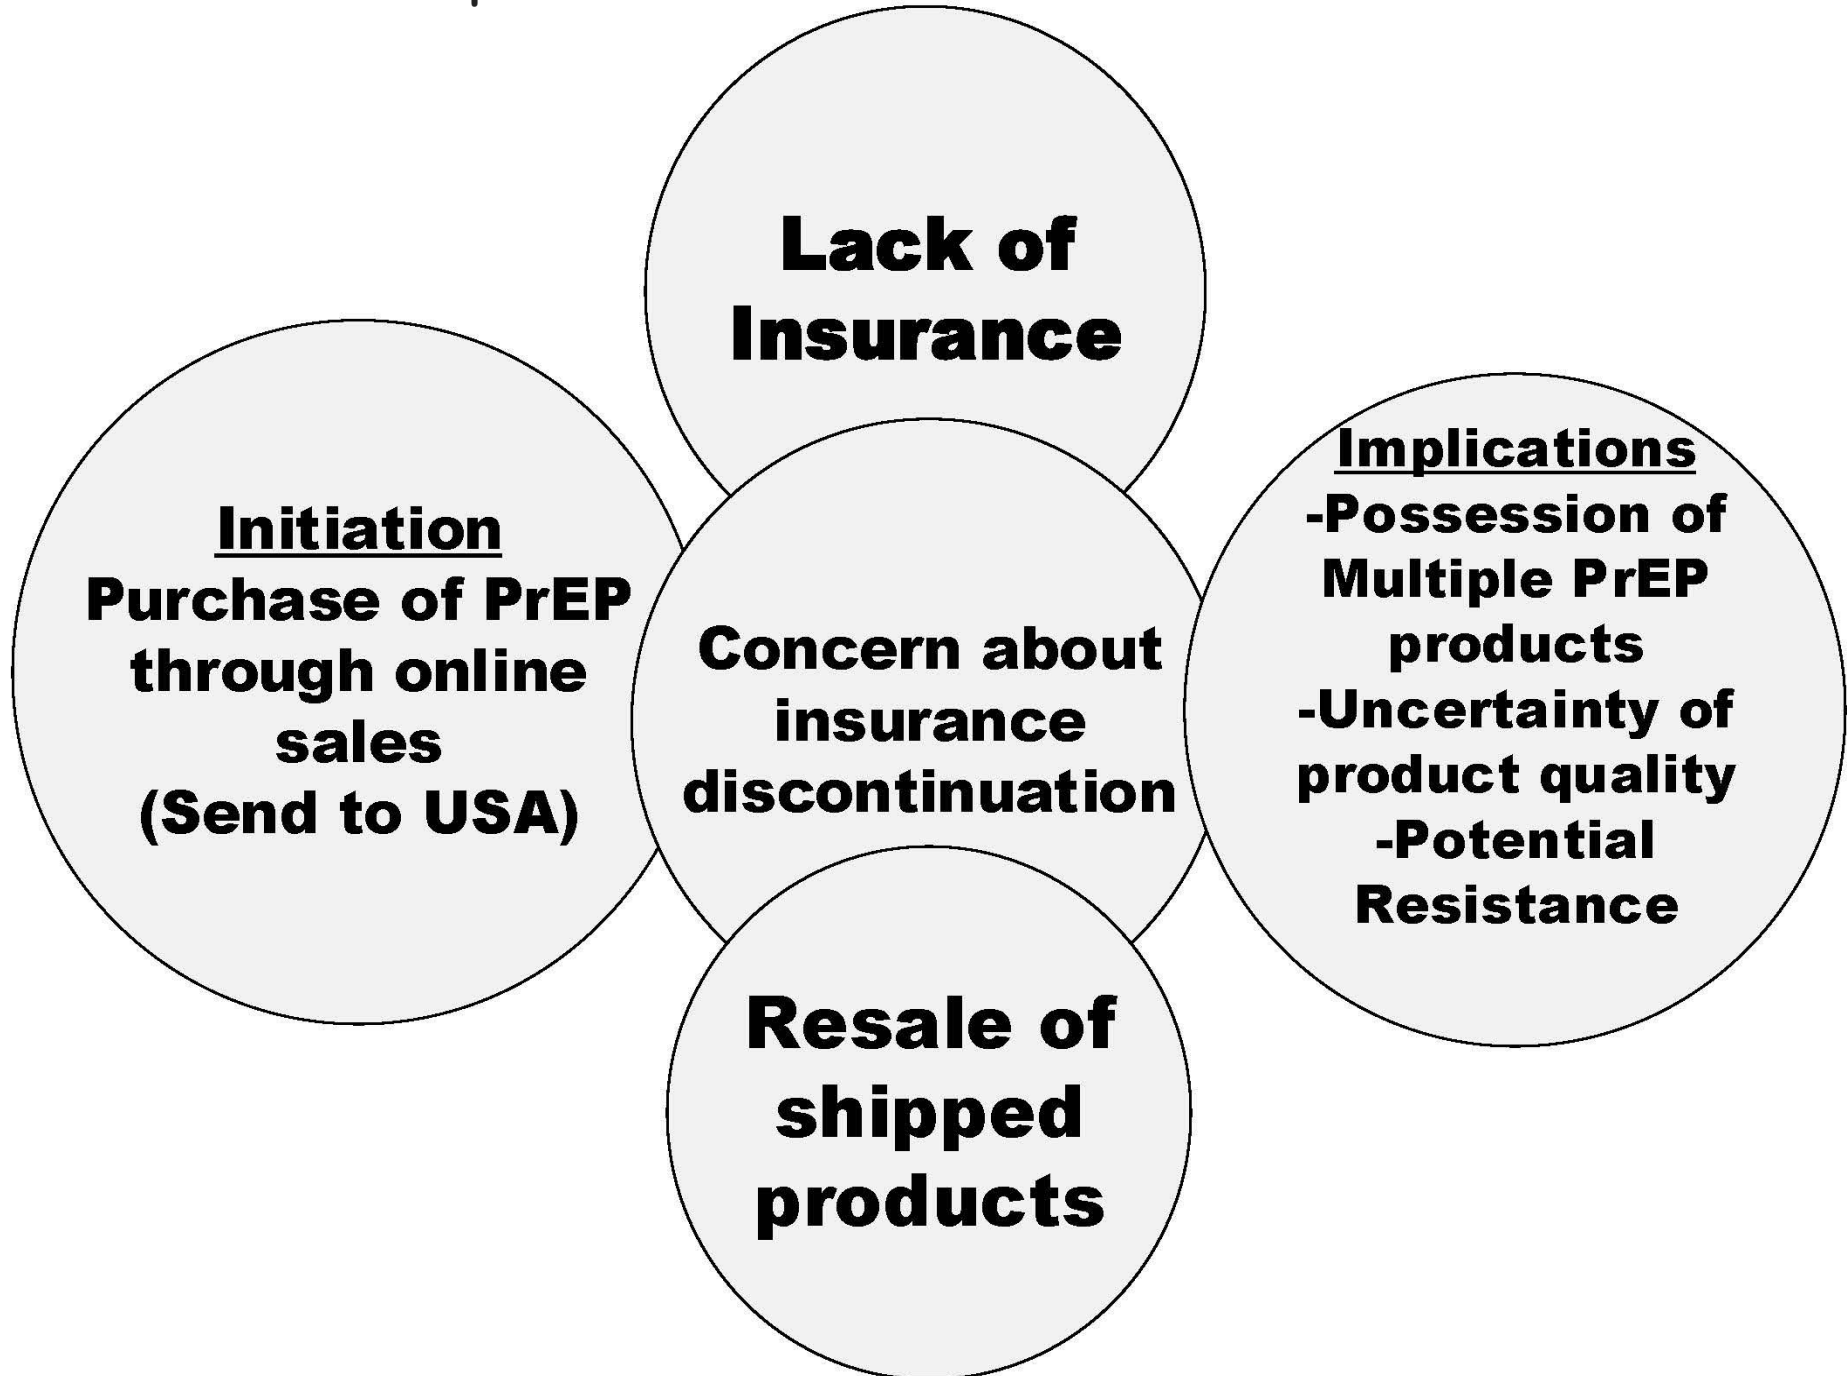 Lack of
Insurance
Initiation
Purchase of PrEP
through online
sales
(Send to USA)
Concern about
insurance
discontinuation
Implications
-Possession of
Multiple PrEP
products
-Uncertainty of
product quality
-Potential
Resistance
Resale of
shipped
products